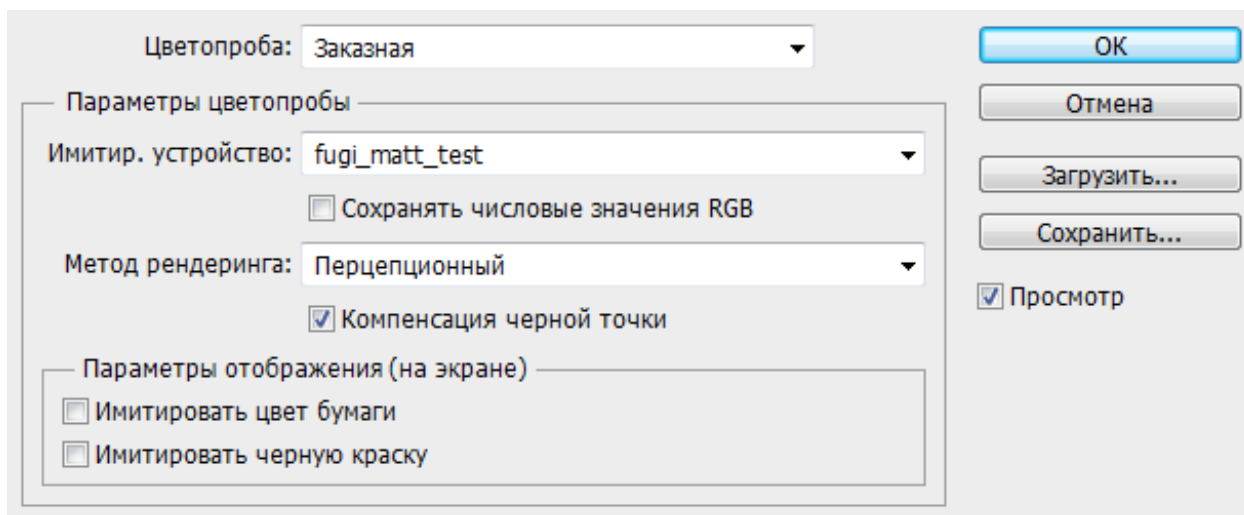 Цветопроба: Заказная
ОК
Параметры цветопробы
Отмена
Имитир. устройство: fugi_matt_test
Загрузить...
Сохранять числовые значения RGB
Сохранить...
Метод рендеринга: Перцепционный
Просмотр
Компенсация черной точки
Параметры отображения (на экране)
Имитировать цвет бумаги
Имитировать черную краску